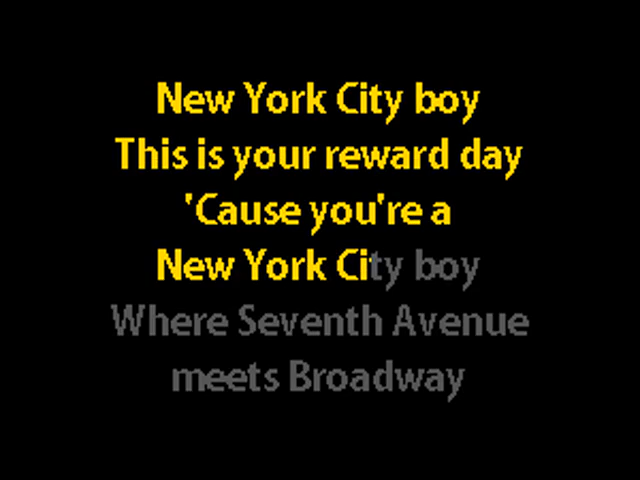 New York City boy
This is your reward day
'Cause you're a
New York City boy
Where Seventh Avenue
meets Broadway